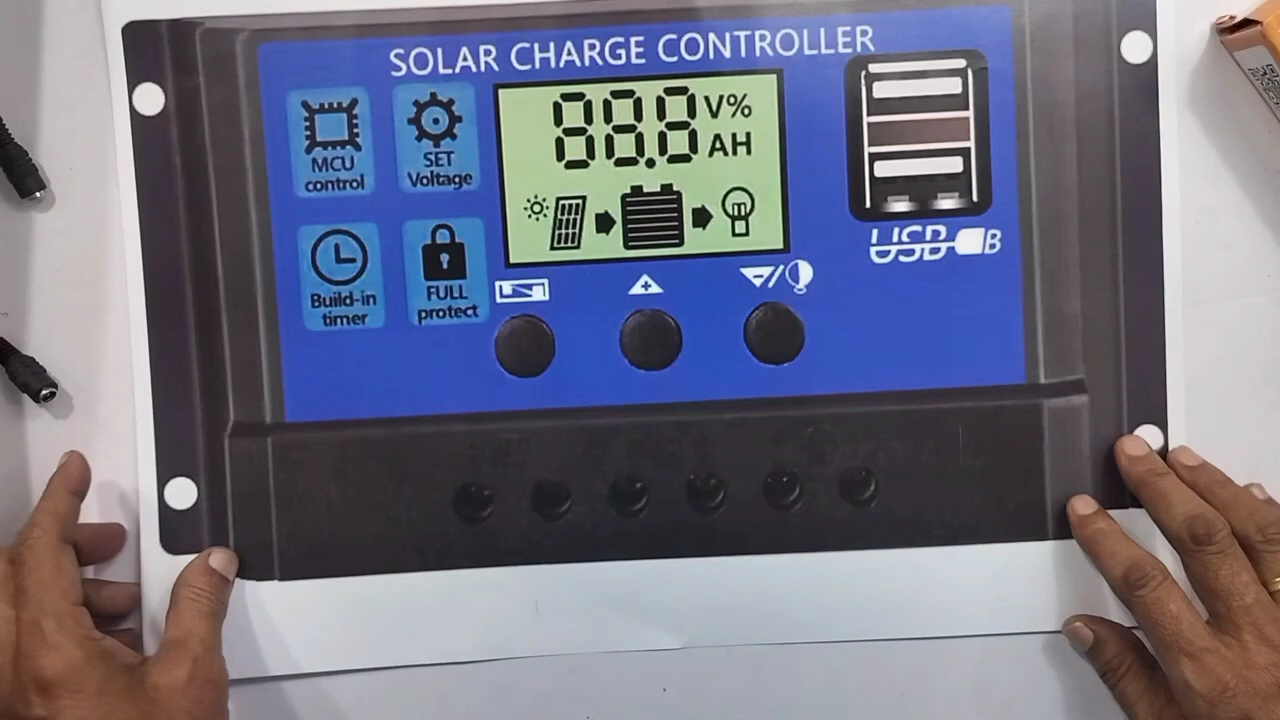 SOLAR CHARGE CONTROLLER
MCU
control
SET
Voltage
Build-in
timer
FULL
protect
88.8 V%
AH
USB
B